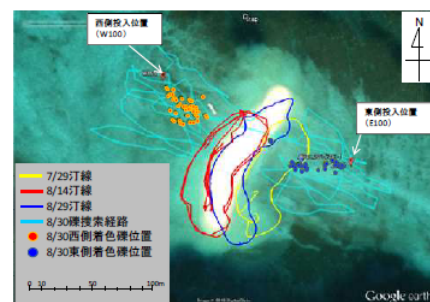 西側投入位置
(W100)
N
東側投入位置
(E100)
7/29汀線
8/14汀線
8/29汀線
8/30礫捜索経路
8/30西側着色礫位置
8/30東側着色礫位置
0 10 50 100m
Google earth